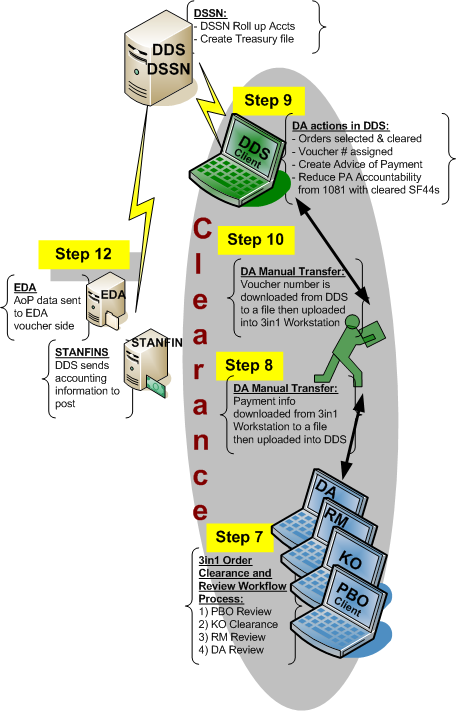 DSSN:
- DSSN Roll up Accts
- Create Treasury file
DDS
DSSN
Step 9
DDS
Client
DA actions in DDS:
- Orders selected & cleared
- Voucher # assigned
- Create Advice of Payment
- Reduce PA Accountability
from 1081 with cleared SF44s
Clearance
Step 10
DA Manual Transfer:
Voucher number is
downloaded from DDS
to a file then uploaded
into 3in1 Workstation
Step 12
EDA
AoP data sent
to EDA
voucher side
EDA
STANFINS
DDS sends
accounting
information to
post
STANFIN
Step 8
DA Manual Transfer:
Payment info
downloaded from 3in1
Workstation to a file
then uploaded into DDS
DA
RM
KO
PBO
Client
Step 7
3in1 Order
Clearance and
Review Workflow
Process:
1) PBO Review
2) KO Clearance
3) RM Review
4) DA Review